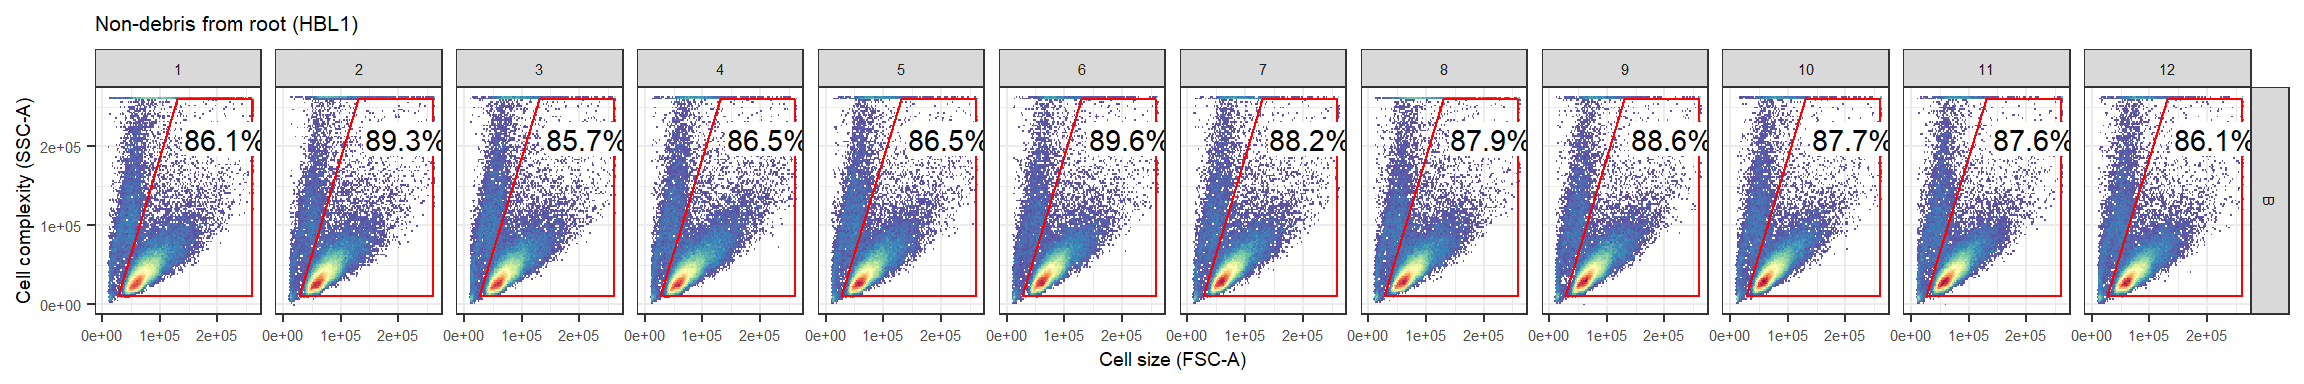 Non-debris from root (HBL1)
1 2 3 4 5 6 7 8 9 10 11 12
86.1% 89.3% 85.7% 86.5% 86.5% 89.6% 88.2% 87.9% 88.6% 87.7% 87.6% 86.1%
B
Cell complexity (SSC-A)
2e+05
1e+05
0e+00
0e+00 1e+05 2e+05 0e+00 1e+05 2e+05 0e+00 1e+05 2e+05 0e+00 1e+05 2e+05 0e+00 1e+05 2e+05 0e+00 1e+05 2e+05 0e+00 1e+05 2e+05 0e+00 1e+05 2e+05 0e+00 1e+05 2e+05 0e+00 1e+05 2e+05 0e+00 1e+05 2e+05 0e+00 1e+05 2e+05
Cell size (FSC-A)